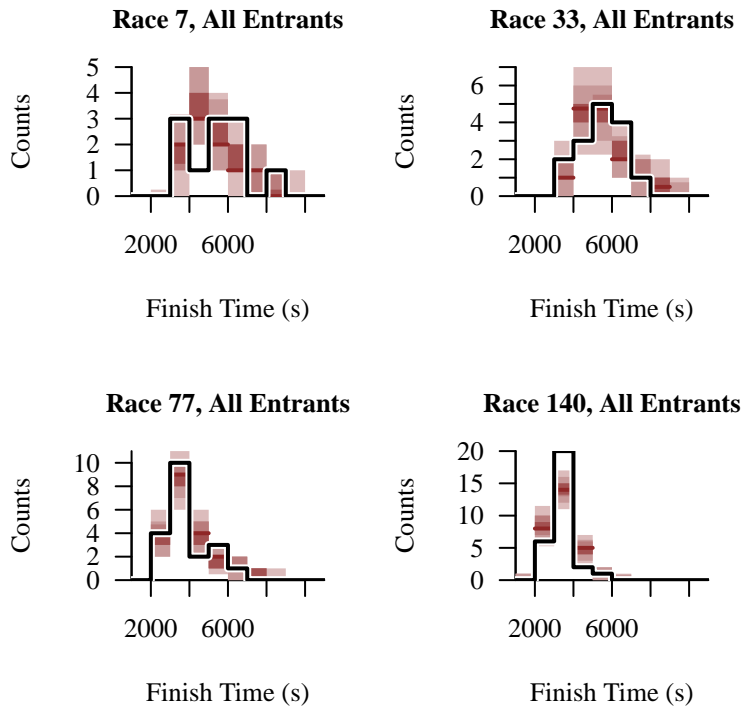 Race 7, All Entrants
Counts
5
4
3
2
1
0
2000 6000
Finish Time (s)
Race 33, All Entrants
Counts
6
4
2
0
2000 6000
Finish Time (s)
Race 77, All Entrants
Counts
10
8
6
4
2
0
2000 6000
Finish Time (s)
Race 140, All Entrants
Counts
20
15
10
5
0
2000 6000
Finish Time (s)